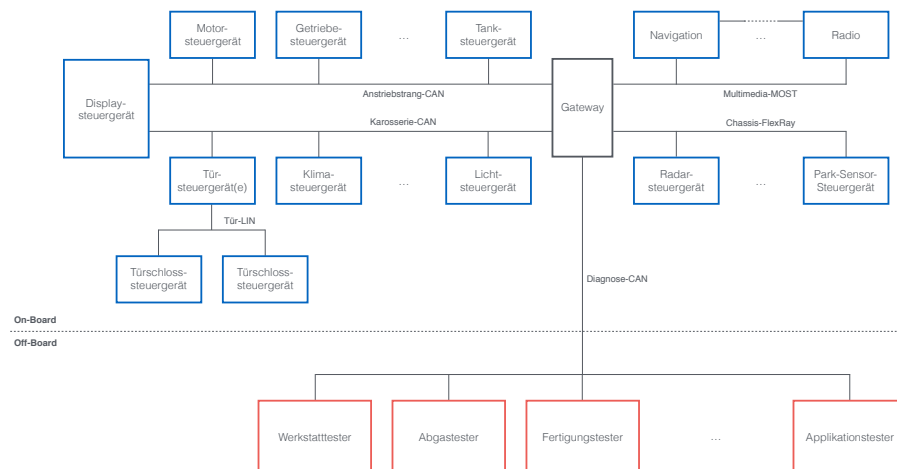 Motor-
steuergerät
Getriebe-
steuergerät
...
Tank-
steuergerät
Navigation
...
Radio
Display-
steuergerät
Anstriebstrang-CAN
Gateway
Multimedia-MOST
Karosserie-CAN
Chassis-FlexRay
Tür-
steuergerät(e)
Klima-
steuergerät
...
Licht-
steuergerät
Radar-
steuergerät
...
Park-Sensor-
Steuergerät
Tür-LIN
Türschloss-
steuergerät
Türschloss-
steuergerät
Diagnose-CAN
On-Board
Off-Board
Werkstatttester
Abgastester
Fertigungstester
...
Applikationstester